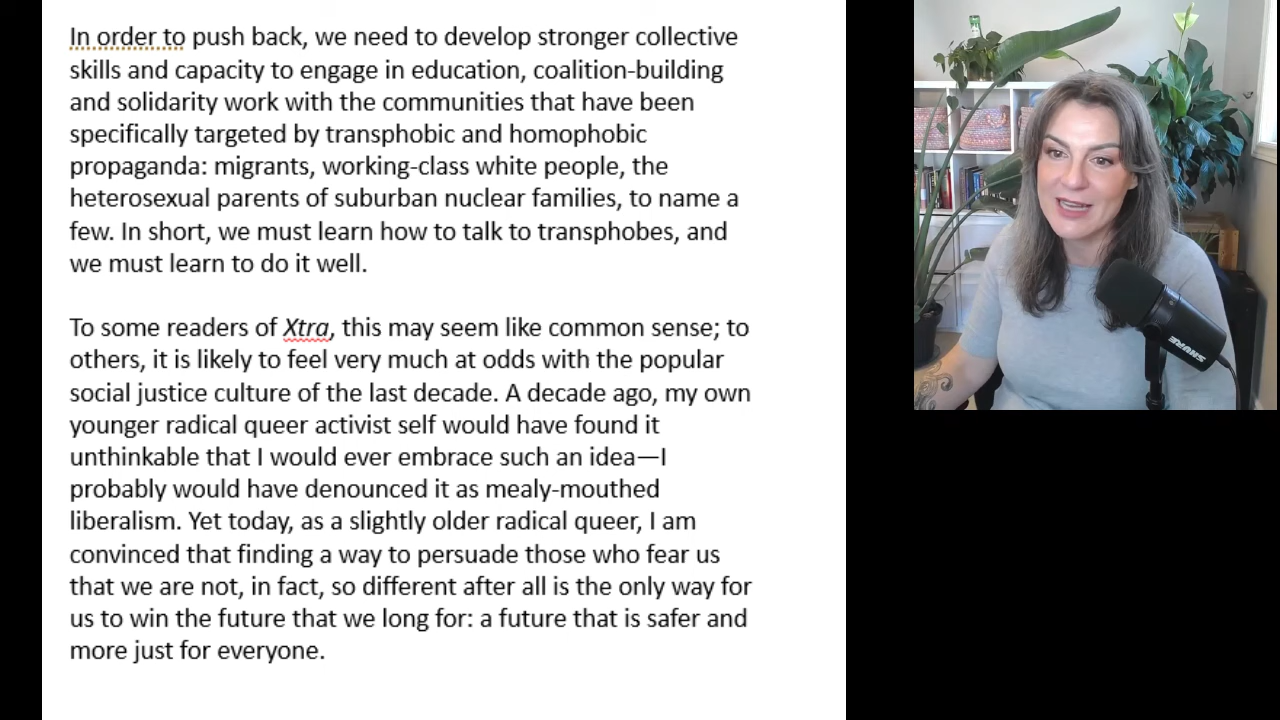 In order to push back, we need to develop stronger collective
skills and capacity to engage in education, coalition-building
and solidarity work with the communities that have been
specifically targeted by transphobic and homophobic
propaganda: migrants, working-class white people, the
heterosexual parents of suburban nuclear families, to name a
few. In short, we must learn how to talk to transphobes, and
we must learn to do it well.
To some readers of Xtra, this may seem like common sense; to
others, it is likely to feel very much at odds with the popular
social justice culture of the last decade. A decade ago, my own
younger radical queer activist self would have found it
unthinkable that I would ever embrace such an idea—I
probably would have denounced it as mealy-mouthed
liberalism. Yet today, as a slightly older radical queer, I am
convinced that finding a way to persuade those who fear us
that we are not, in fact, so different after all is the only way for
us to win the future that we long for: a future that is safer and
more just for everyone.
SHURE